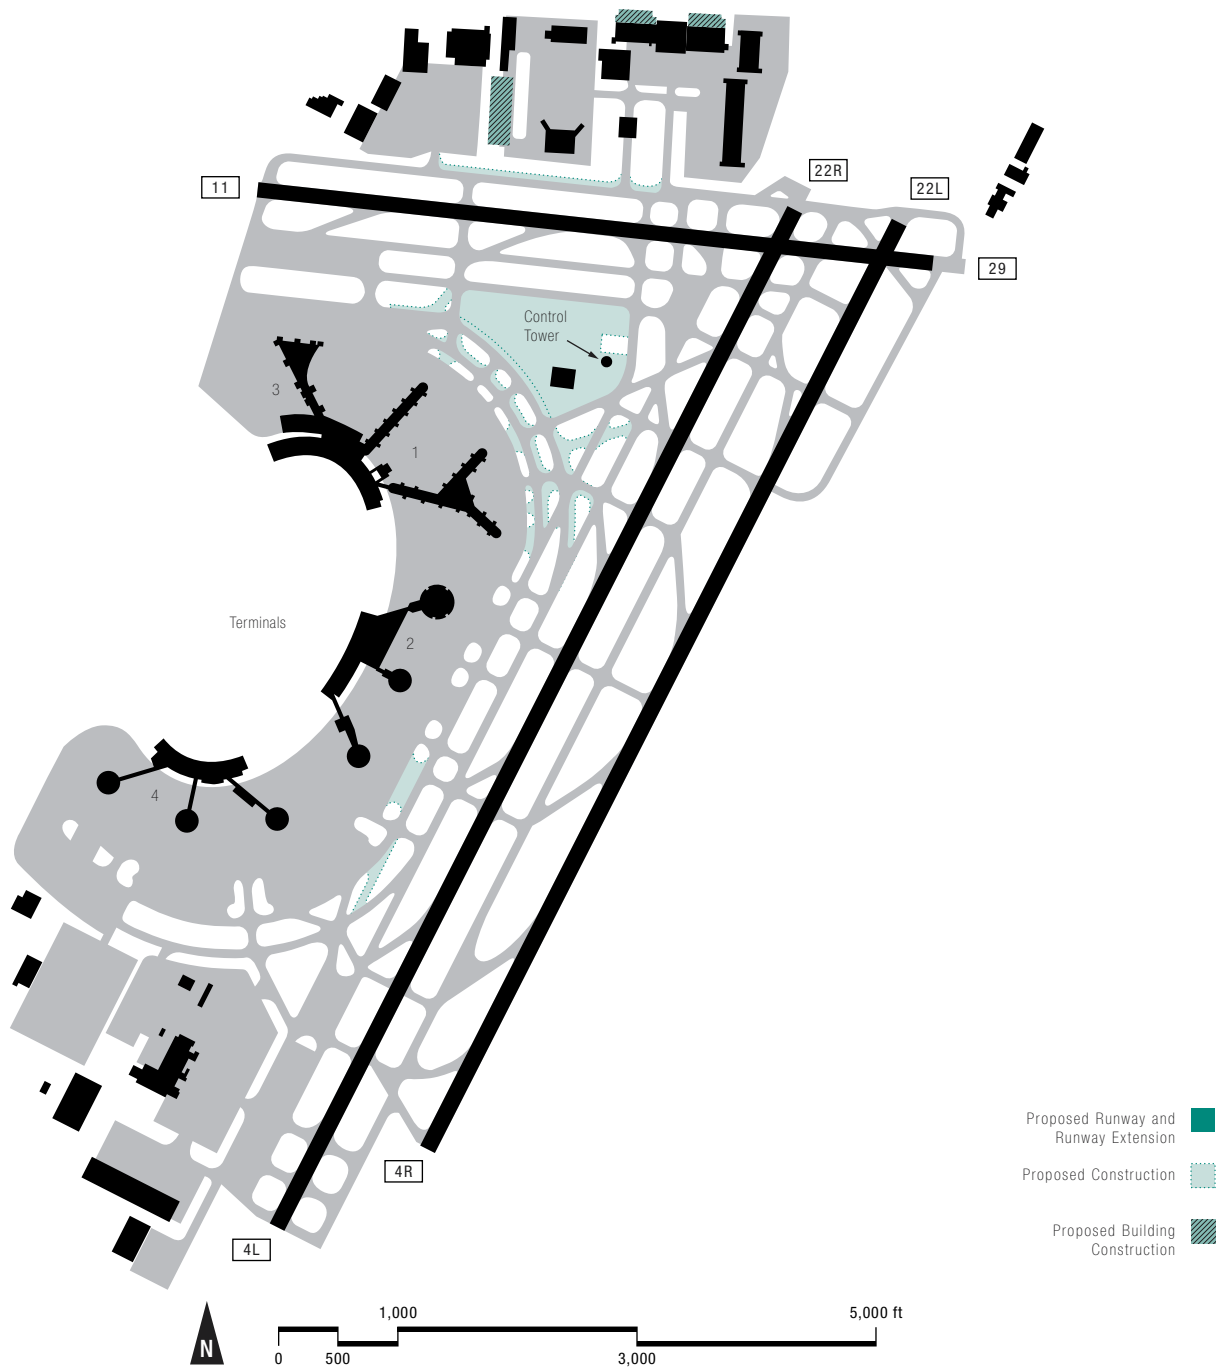 22R
11
22L
29
Control
Tower
3
1
Terminals
2
4
Proposed Runway and
Runway Extension
4R
Proposed Construction
Proposed Building
Construction
4L
1,000
5,000 ft
N
0
500
3,000